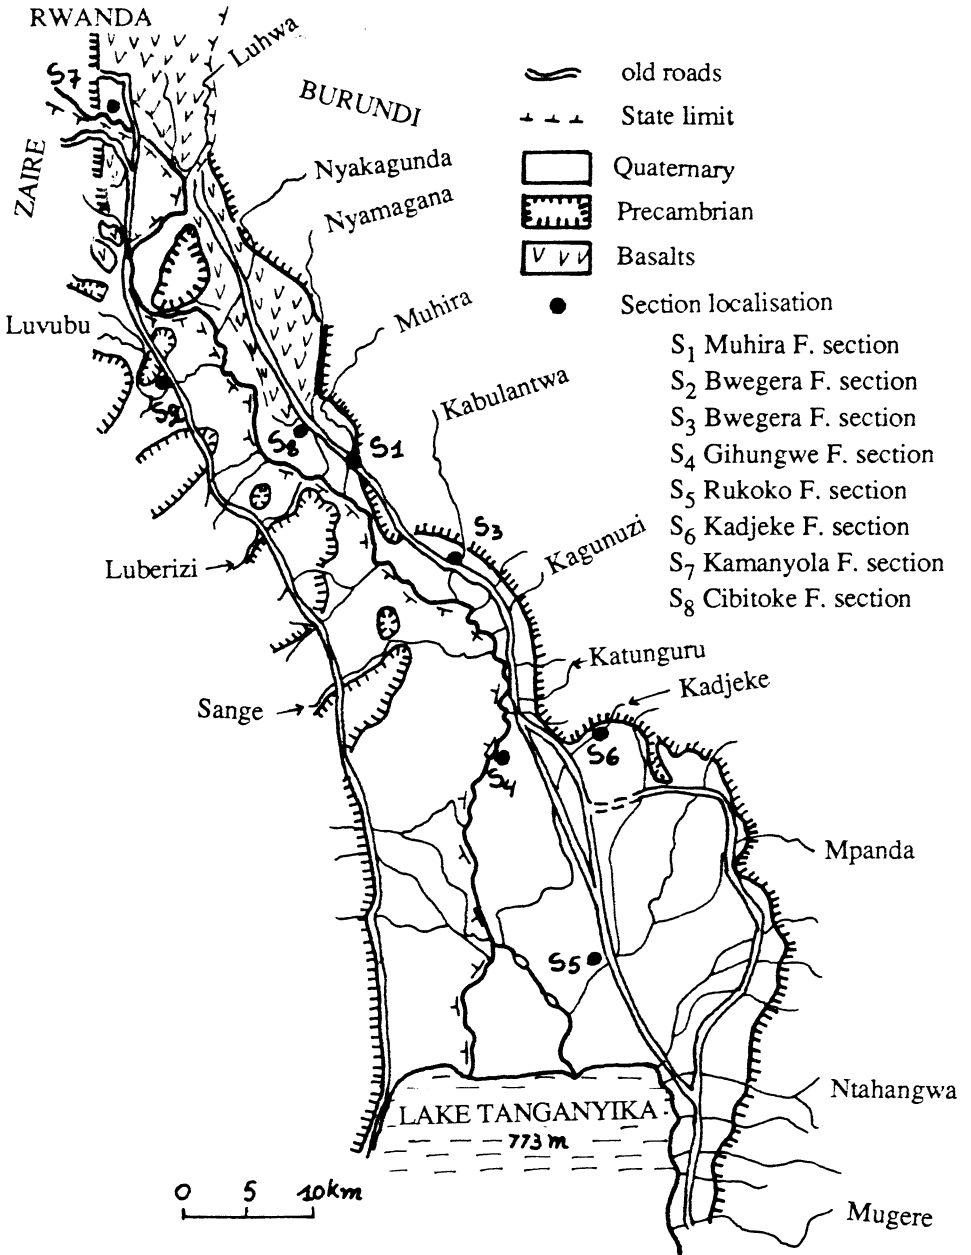 RWANDA
Luhwa
S7
BURUNDI
ZAIRE
Nyakagunda
Nyamagana
Luvubu
Muhira
Kabulantwa
S2
S8
S1
S3
Kagunuzi
Luberizi
Katunguru
Kadjeke
Sange
S6
S4
Mpanda
S5
Ntahangwa
LAKE TANGANYIKA
773 m
0 5 10km
Mugere
old roads
State limit
Quaternary
Precambrian
Basalts
Section localisation
S1 Muhira F. section
S2 Bwegera F. section
S3 Bwegera F. section
S4 Gihungwe F. section
S5 Rukoko F. section
S6 Kadjeke F. section
S7 Kamanyola F. section
S8 Cibitoke F. section